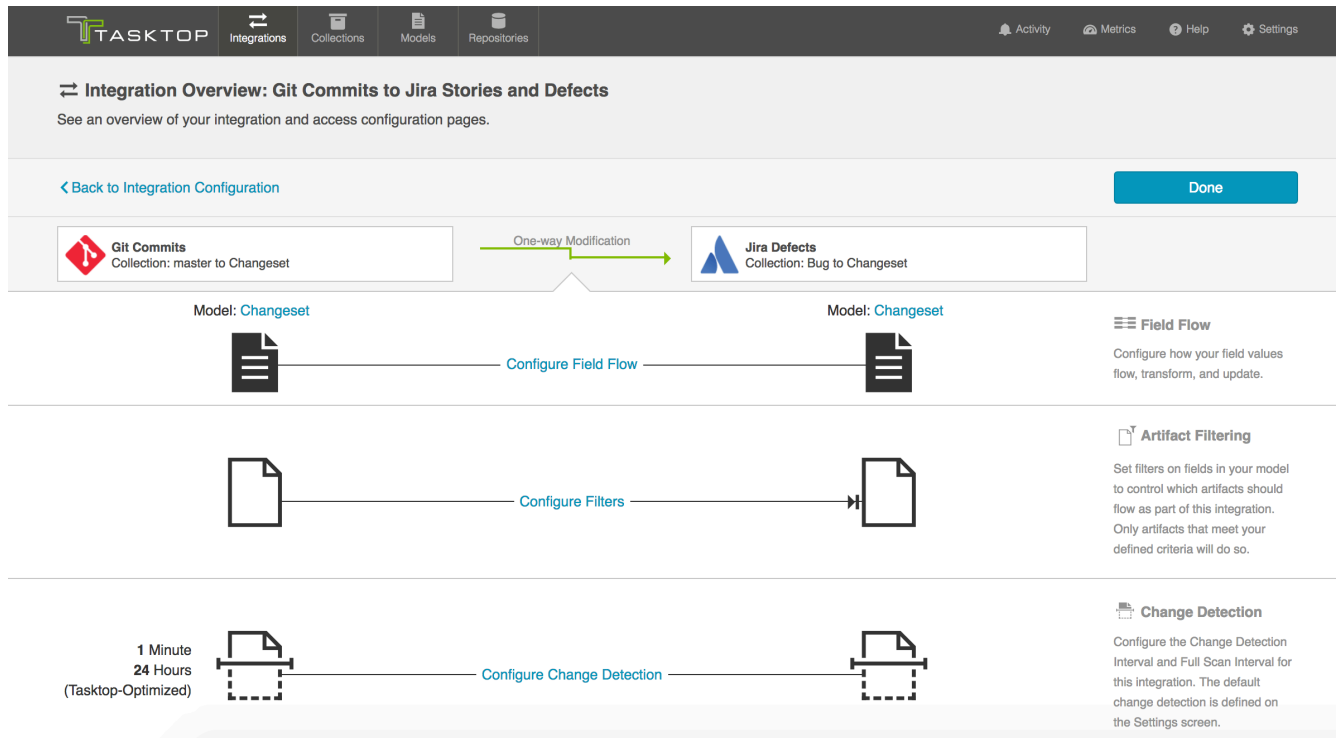 TASKTOP
Integrations
Collections
Models
Repositories
Activity
Metrics
Help
Settings
Integration Overview: Git Commits to Jira Stories and Defects
See an overview of your integration and access configuration pages.
Back to Integration Configuration
Done
Git Commits
Collection: master to Changeset
One-way Modification
Jira Defects
Collection: Bug to Changeset
Model: Changeset
Model: Changeset
Configure Field Flow
Field Flow
Configure how your field values
flow, transform, and update.
Configure Filters
Artifact Filtering
Set filters on fields in your model
to control which artifacts should
flow as part of this integration.
Only artifacts that meet your
defined criteria will do so.
1 Minute
24 Hours
(Tasktop-Optimized)
Configure Change Detection
Change Detection
Configure the Change Detection
Interval and Full Scan Interval for
this integration. The default
change detection is defined on
the Settings screen.